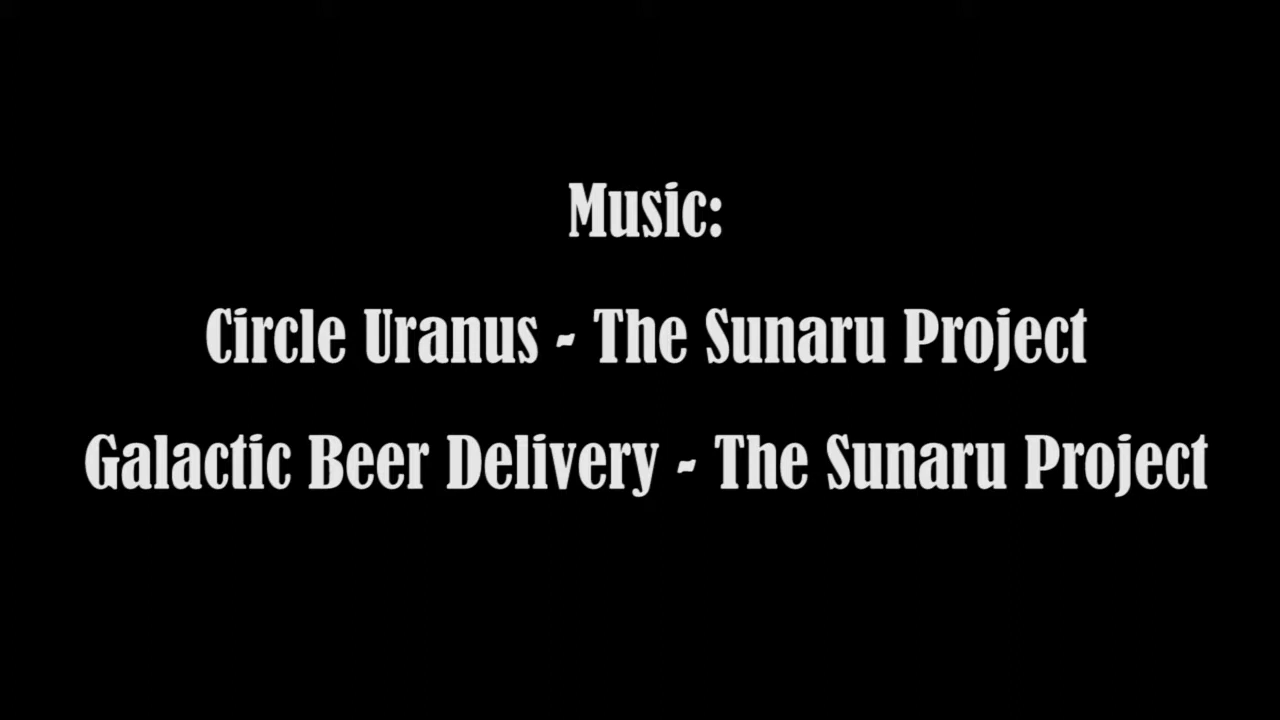 Music:
Circle Uranus - The Sunaru Project
Galactic Beer Delivery - The Sunaru Project